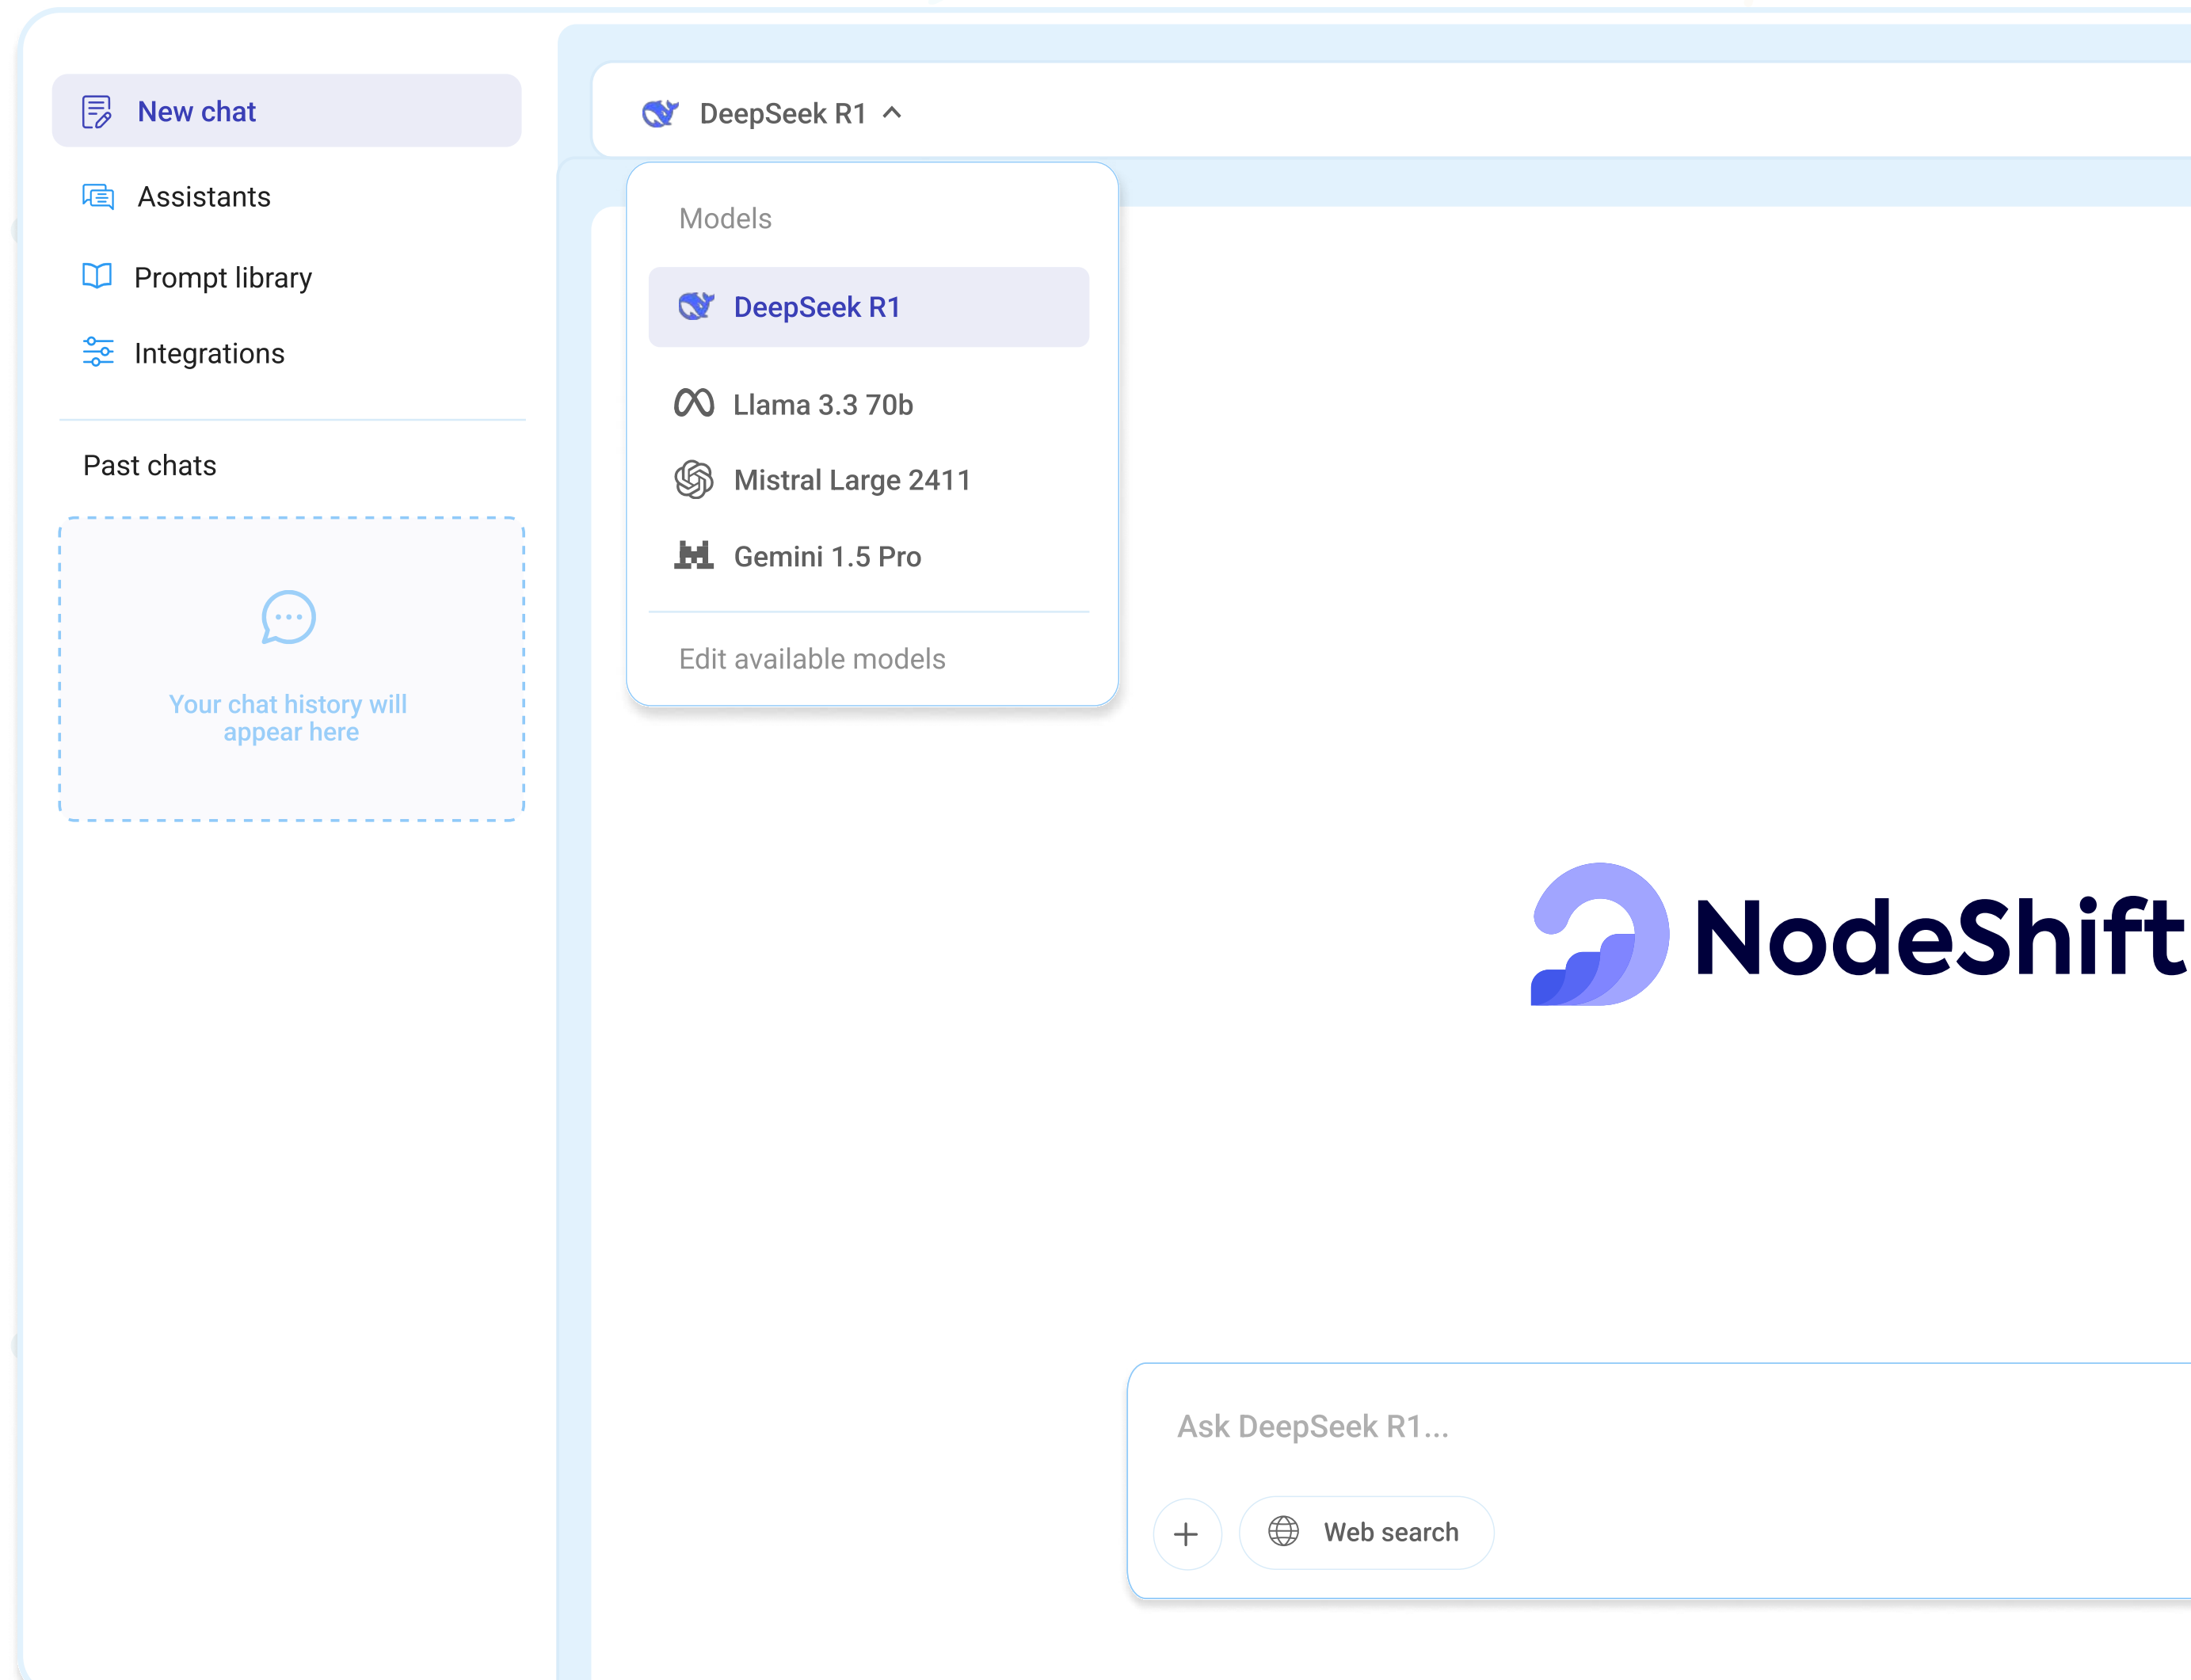 New chat
Assistants
Prompt library
Integrations
Past chats
Your chat history will
appear here
DeepSeek R1
Models
DeepSeek R1
Llama 3.3 70b
Mistral Large 2411
Gemini 1.5 Pro
Edit available models
NodeShift
Ask DeepSeek R1...
Web search